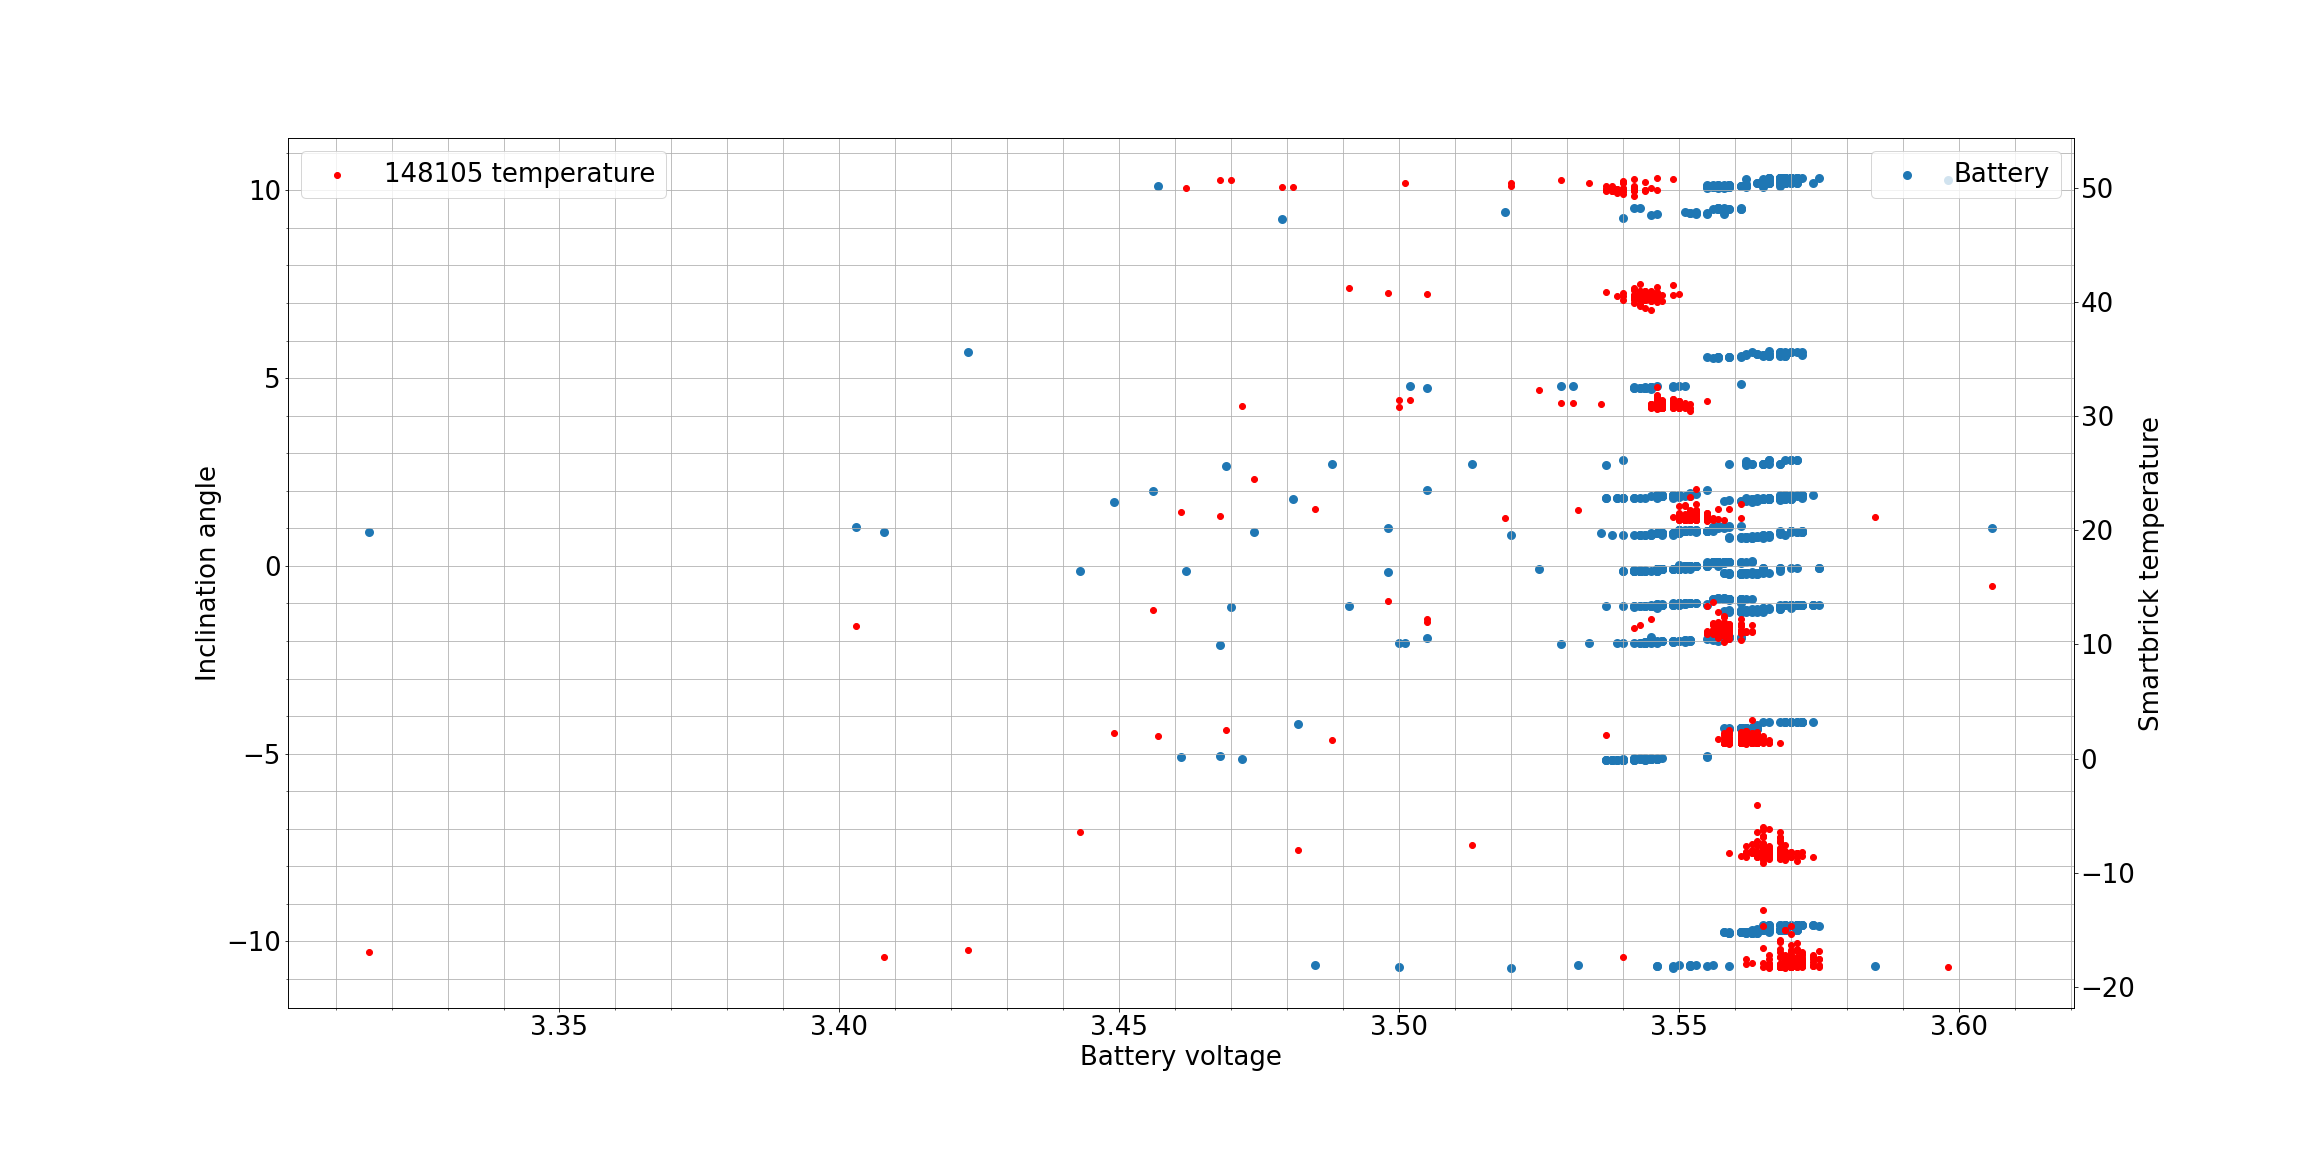 148105 temperature
Battery
10
5
0
−5
−10
50
40
30
20
10
0
−10
−20
3.35 3.40 3.45 3.50 3.55 3.60
Battery voltage
Inclination angle
Smartbrick temperature